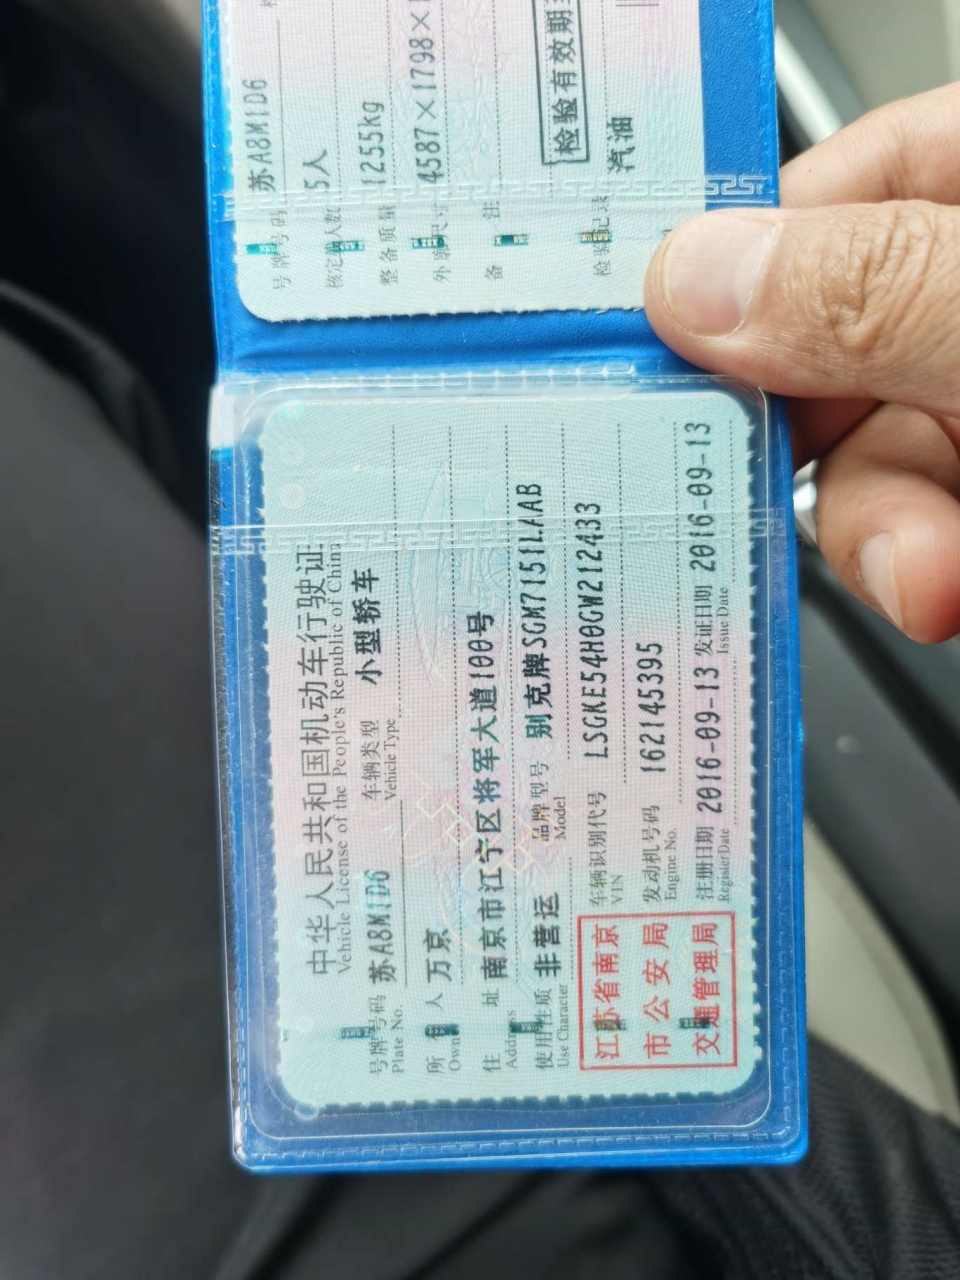 中华人民共和国机动车行驶证
Vehicle License of the People's Republic of China
号牌号码 苏A8M1D6 车辆类型 小型轿车
Plate No. Vehicle Type
所 人 万京
Own
住 址 南京市江宁区将军大道100号
Address
使用性质 非营运 品牌型号 别克牌SGM7151LAAB
Use Character Model
车辆识别代号 LSGKE54H0GW212433
VIN
发动机号码 162145395
Engine No.
注册日期 2016-09-13 发证日期 2016-09-13
Register Date Issue Date
江苏省南京
市公安局
交通管理局
号牌号码 苏A8M1D6
核定 人数 5人
整备质量 1255kg
外 尺寸 4587×1798×1
备 注
检验记录 检验有效期
汽油